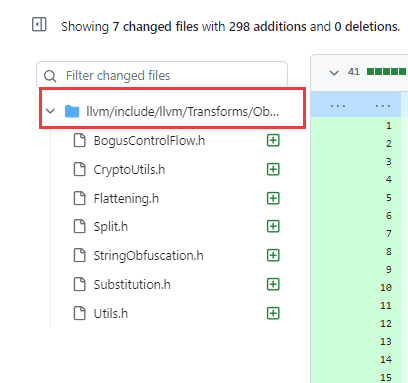 Showing 7 changed files with 298 additions and 0 deletions.
Filter changed files
41
llvm/include/llvm/Transforms/Ob...
... ...
BogusControlFlow.h
1
2
CryptoUtils.h
3
4
Flattening.h
5
6
Split.h
7
8
StringObfuscation.h
9
10
Substitution.h
11
12
Utils.h
13
14
15